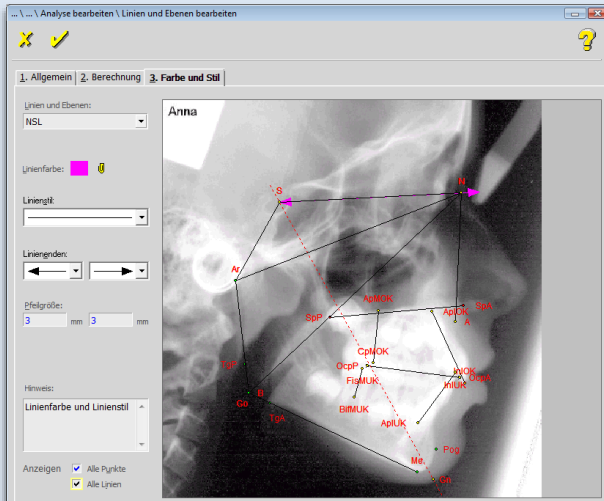 ... \ ... \ Analyse bearbeiten \ Linien und Ebenen bearbeiten
1. Allgemein
2. Berechnung
3. Farbe und Stil
Linien und Ebenen:
NSL
Linienfarbe:
Linienstil:
Linienenden:
Pfeilgröße:
3 mm 3 mm
Hinweis:
Linienfarbe und Linienstil
Anzeigen
Alle Punkte
Alle Linien
Anna
S
N
Ar
ApMOK
SpA
SpP
ApIOK
A
CpMOK
OcpP
InIOK
OcpA
FisMUK
InIUK
B
Go
BifMUK
TgA
ApIUK
Pog
Me
Gn